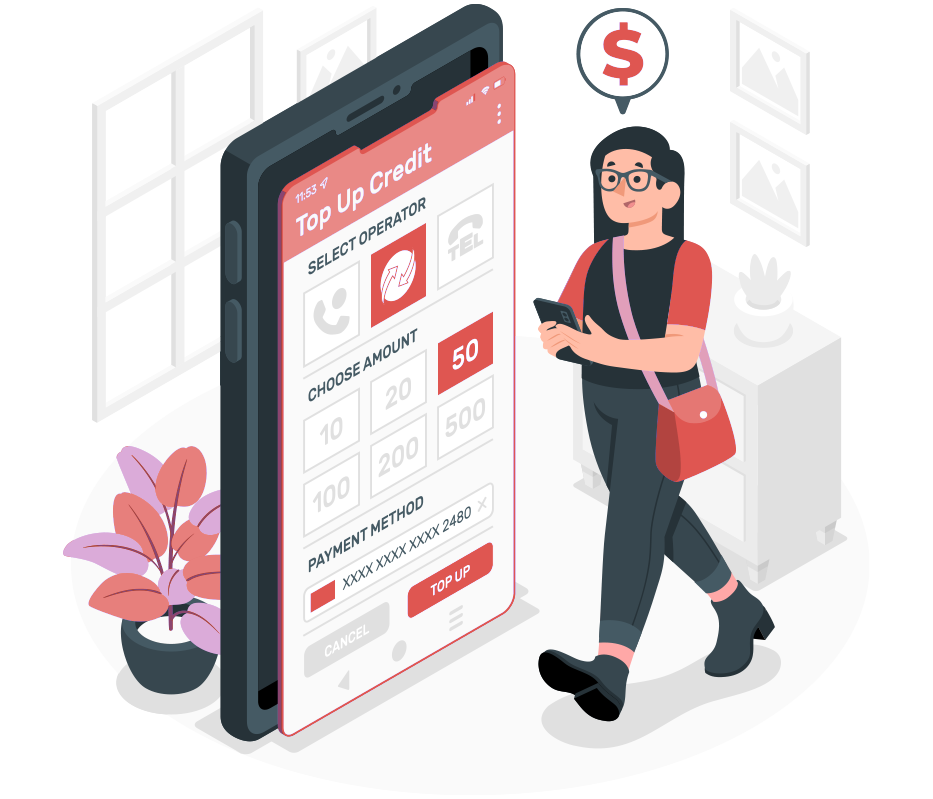 $
11:53
Top Up Credit
SELECT OPERATOR
TEL
CHOOSE AMOUNT
10 20 50
100 200 500
PAYMENT METHOD
XXXX XXXX XXXX 2480 ×
CANCEL TOP UP